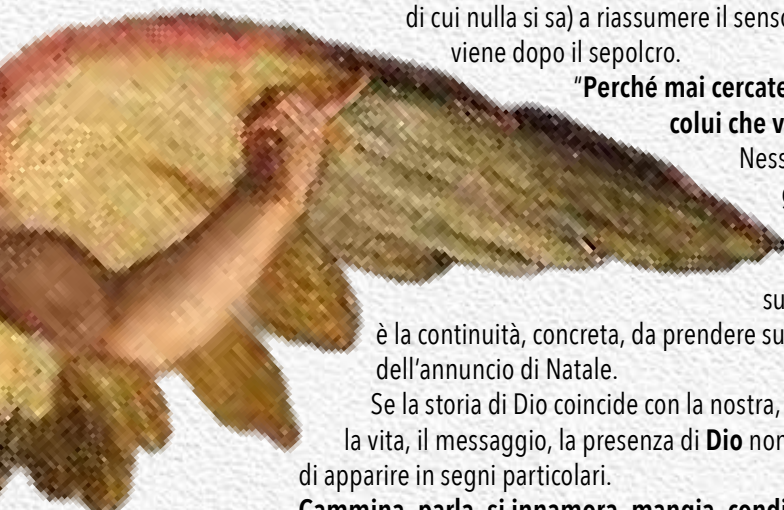 di cui nulla si sa) a riassumere il sens
viene dopo il sepolcro.
“Perché mai cercate
colui che v
Ness
su
è la continuità, concreta, da prendere su
dell’annuncio di Natale.
Se la storia di Dio coincide con la nostra,
la vita, il messaggio, la presenza di Dio non
di apparire in segni particolari.
Cammina, parla, si innamora, mangia, condi